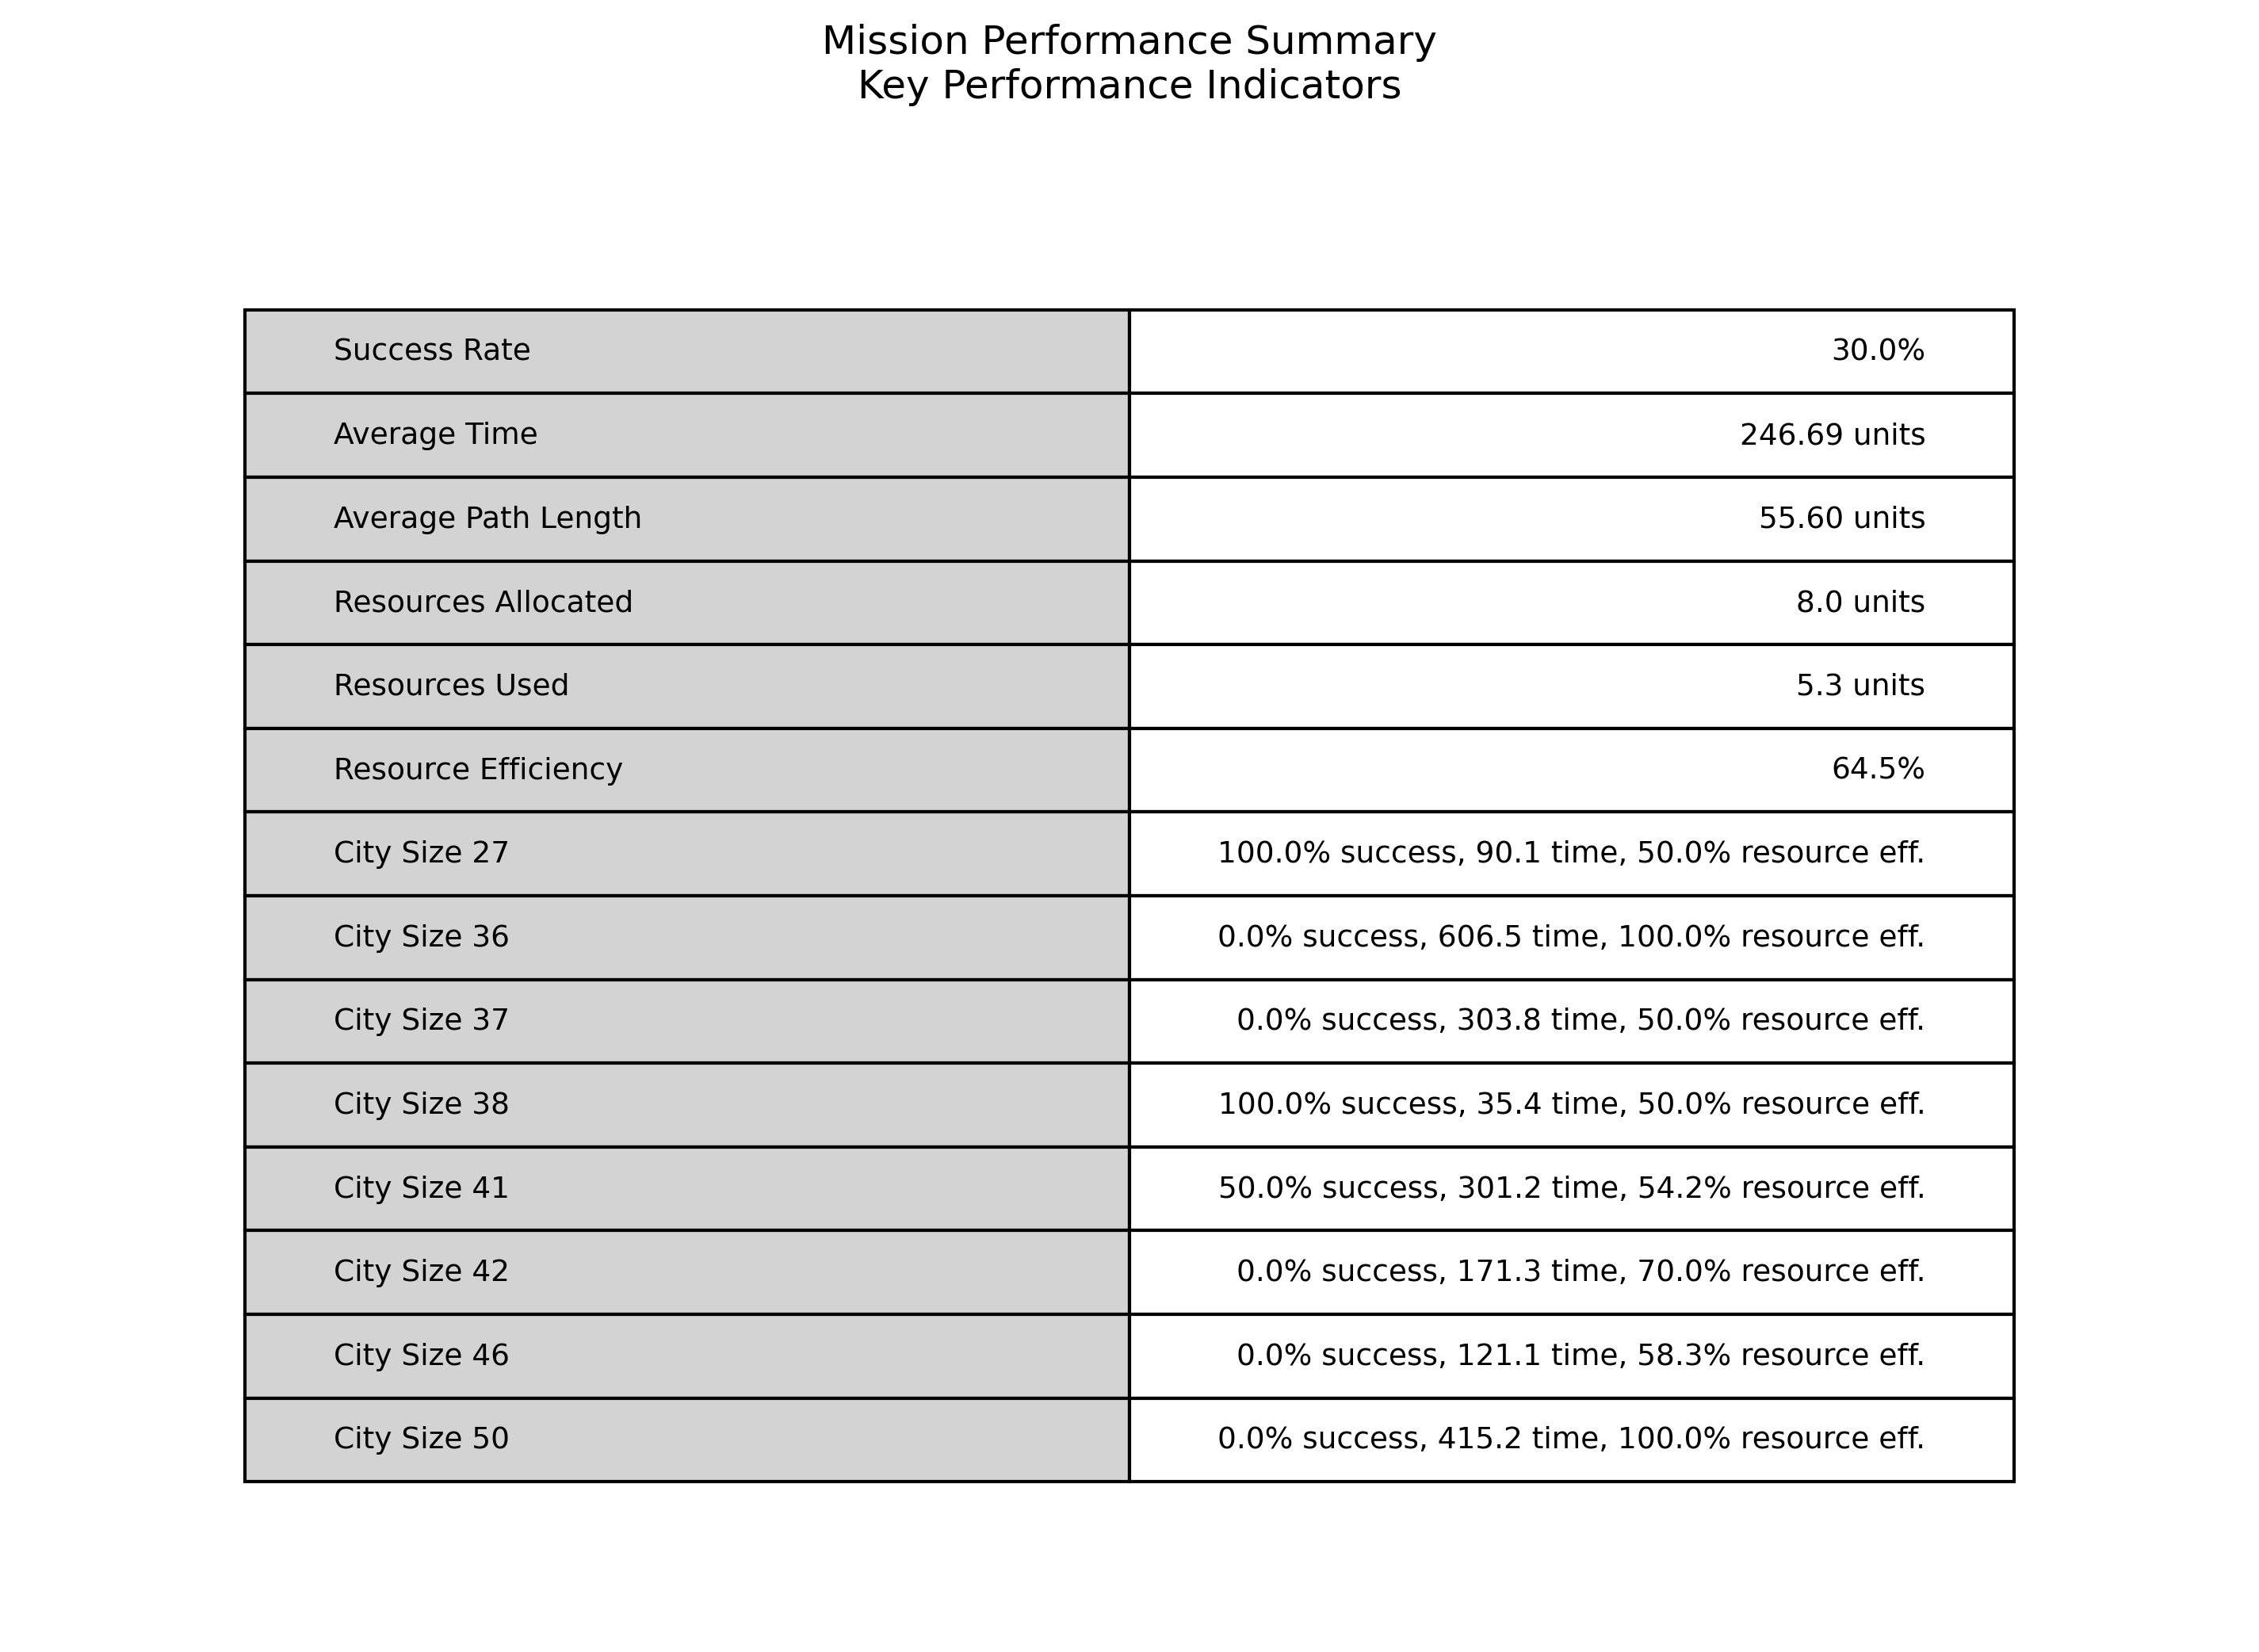 Mission Performance Summary
Key Performance Indicators
Success Rate 30.0%
Average Time 246.69 units
Average Path Length 55.60 units
Resources Allocated 8.0 units
Resources Used 5.3 units
Resource Efficiency 64.5%
City Size 27 100.0% success, 90.1 time, 50.0% resource eff.
City Size 36 0.0% success, 606.5 time, 100.0% resource eff.
City Size 37 0.0% success, 303.8 time, 50.0% resource eff.
City Size 38 100.0% success, 35.4 time, 50.0% resource eff.
City Size 41 50.0% success, 301.2 time, 54.2% resource eff.
City Size 42 0.0% success, 171.3 time, 70.0% resource eff.
City Size 46 0.0% success, 121.1 time, 58.3% resource eff.
City Size 50 0.0% success, 415.2 time, 100.0% resource eff.